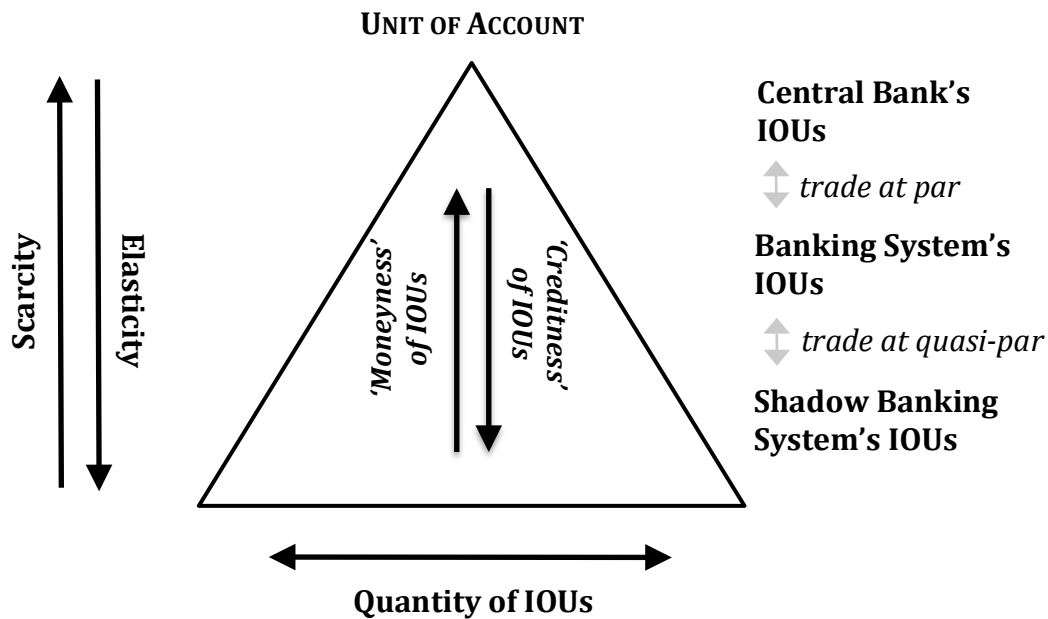 UNIT OF ACCOUNT
Scarcity
Elasticity
‘Moneyness’
of IOUs
‘Creditness’
of IOUs
Central Bank’s
IOUs
trade at par
Banking System’s
IOUs
trade at quasi-par
Shadow Banking
System’s IOUs
Quantity of IOUs